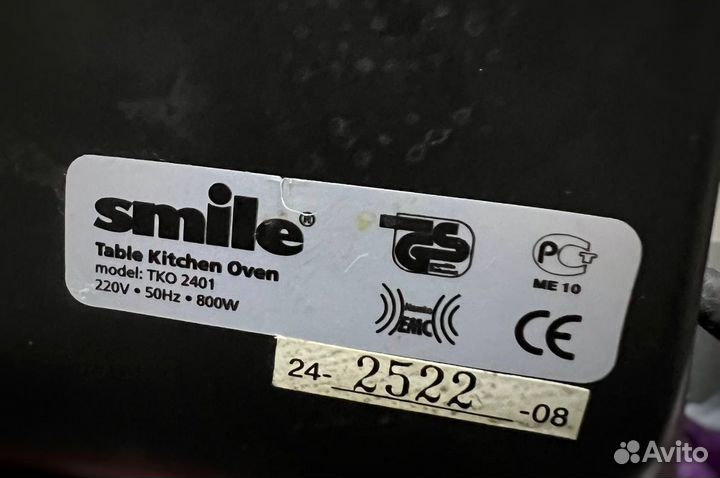 smile®
Table Kitchen Oven
model: TKO 2401
220V • 50Hz • 800W
GS
РСТ
ME 10
EMC
CE
24- 2522 -08
Avito